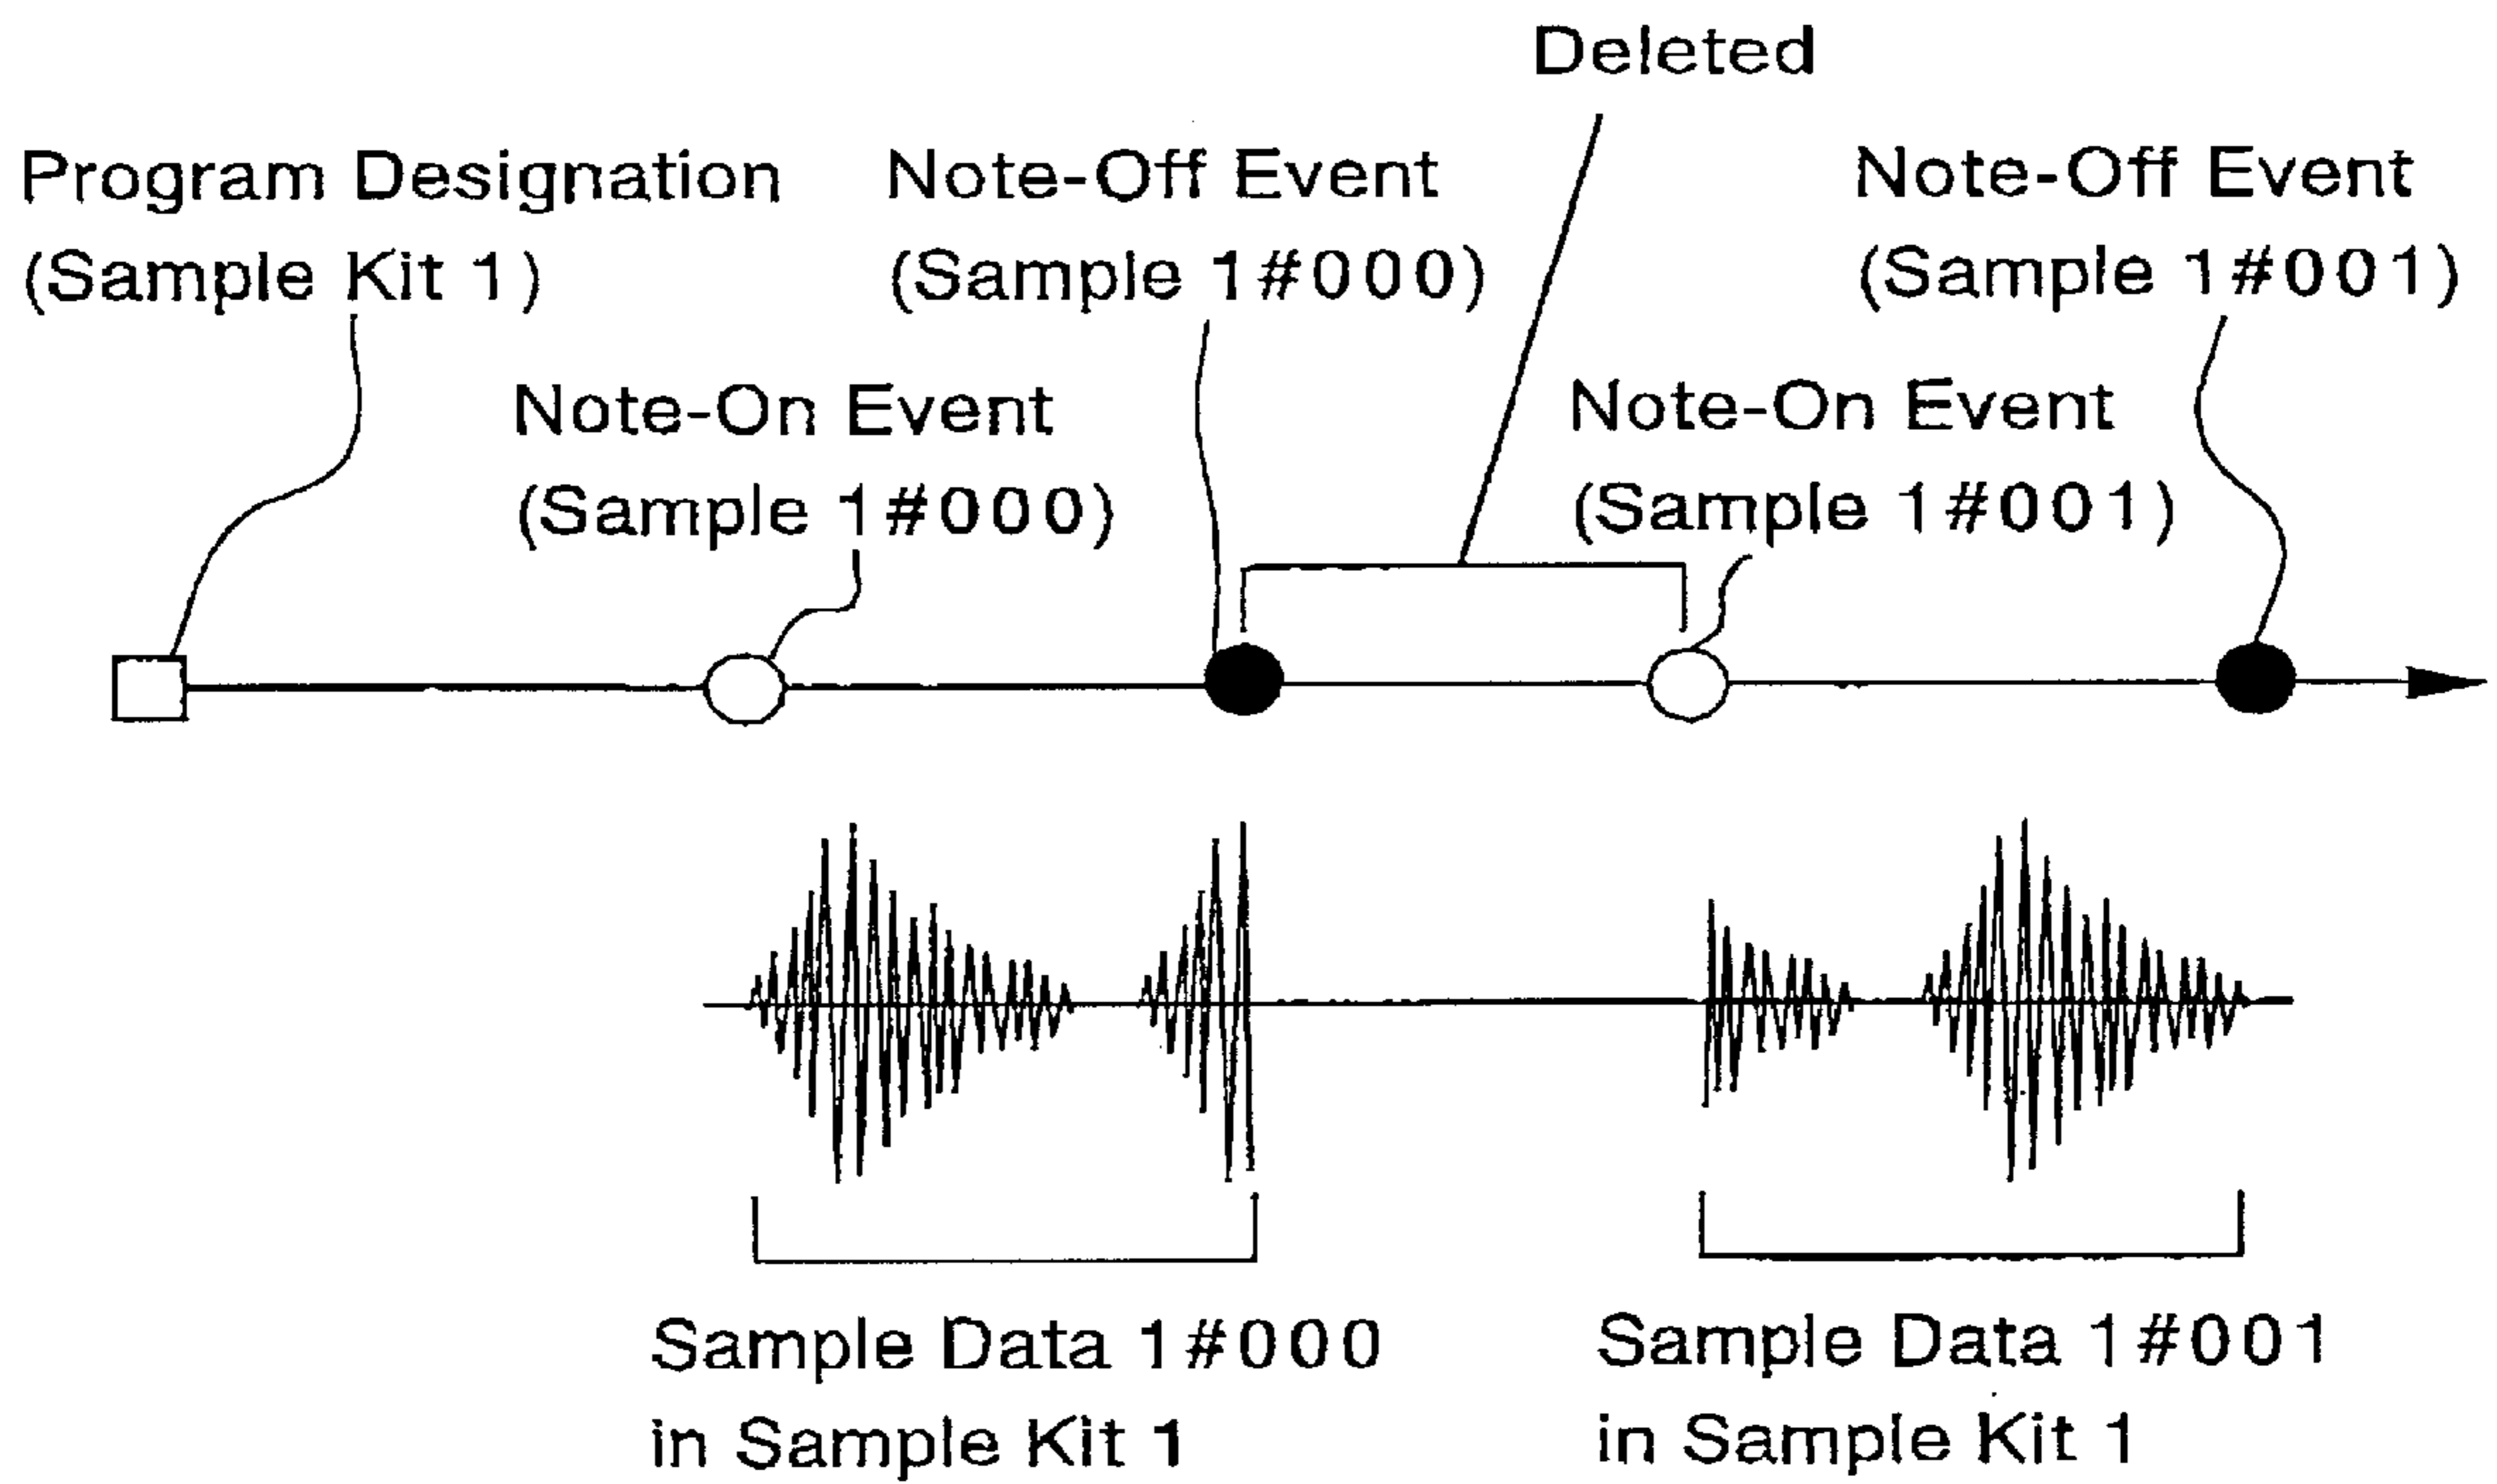 Deleted
Program Designation
(Sample Kit 1)
Note-Off Event
(Sample 1#000)
Note-Off Event
(Sample 1#001)
Note-On Event
(Sample 1#000)
Note-On Event
(Sample 1#001)
Sample Data 1#000
in Sample Kit 1
Sample Data 1#001
in Sample Kit 1